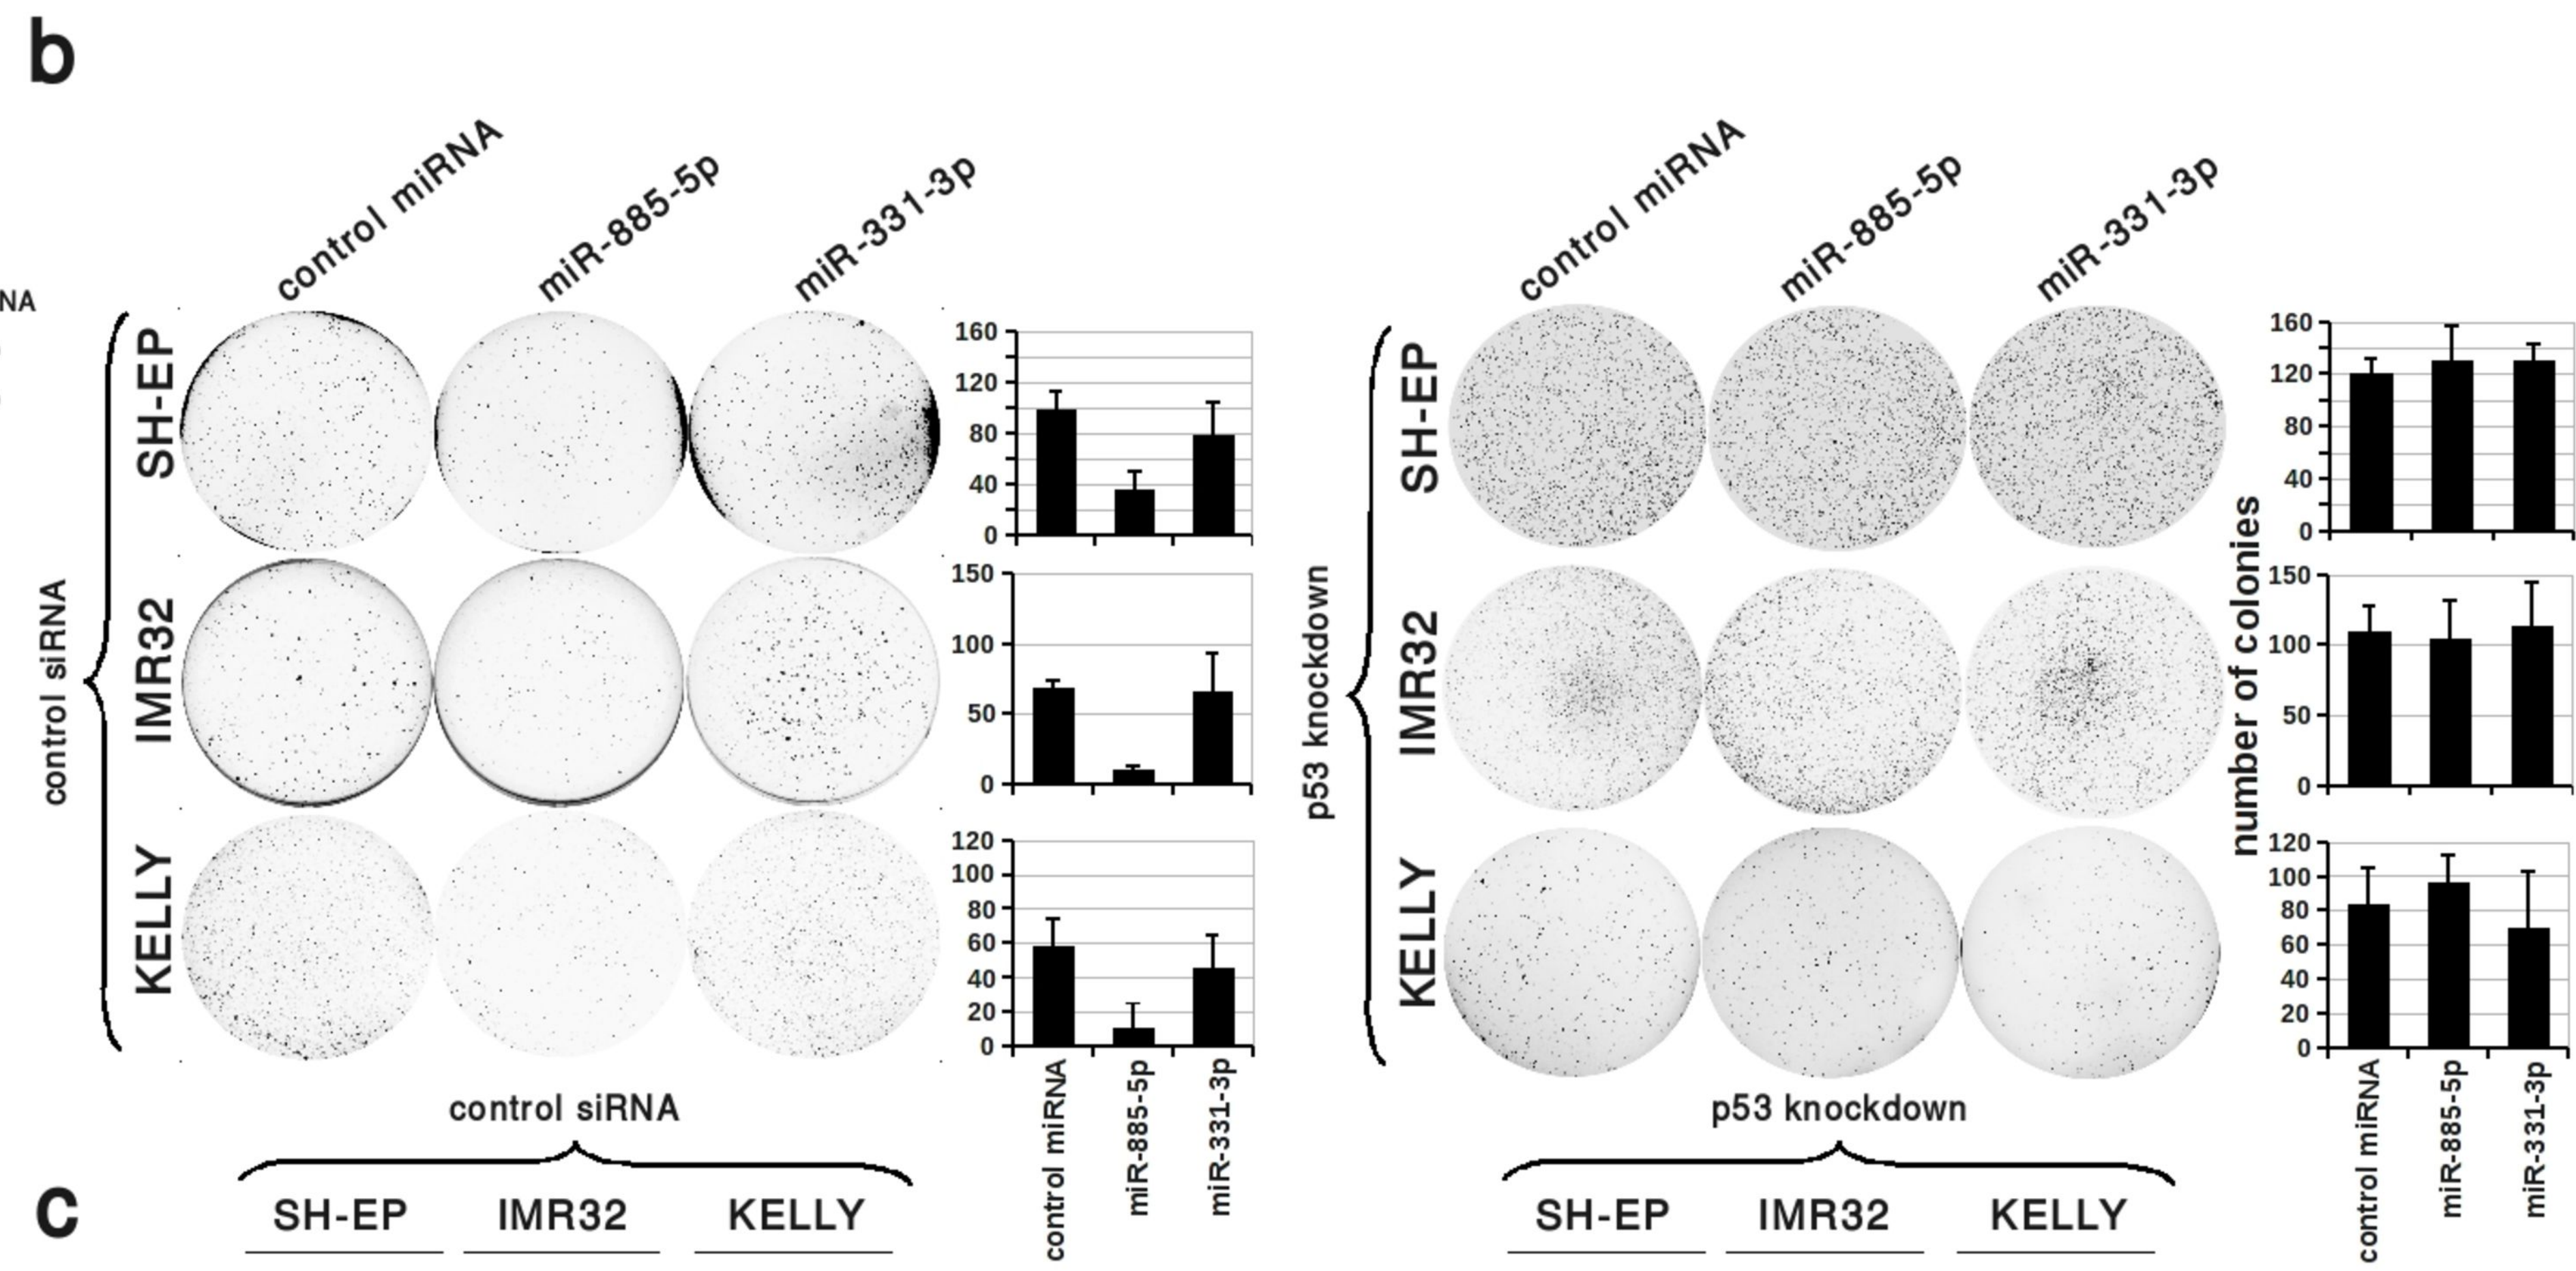 b
NA
control miRNA
miR-885-5p
miR-331-3p
control siRNA
SH-EP
160
120
80
40
0
IMR32
150
100
50
0
KELLY
120
100
80
60
40
20
0
control miRNA
miR-885-5p
miR-331-3p
control miRNA
miR-885-5p
miR-331-3p
p53 knockdown
SH-EP
160
120
80
40
0
IMR32
number of colonies
150
100
50
0
KELLY
120
100
80
60
40
20
0
control miRNA
miR-885-5p
miR-331-3p
c
control siRNA
SH-EP IMR32 KELLY
p53 knockdown
SH-EP IMR32 KELLY